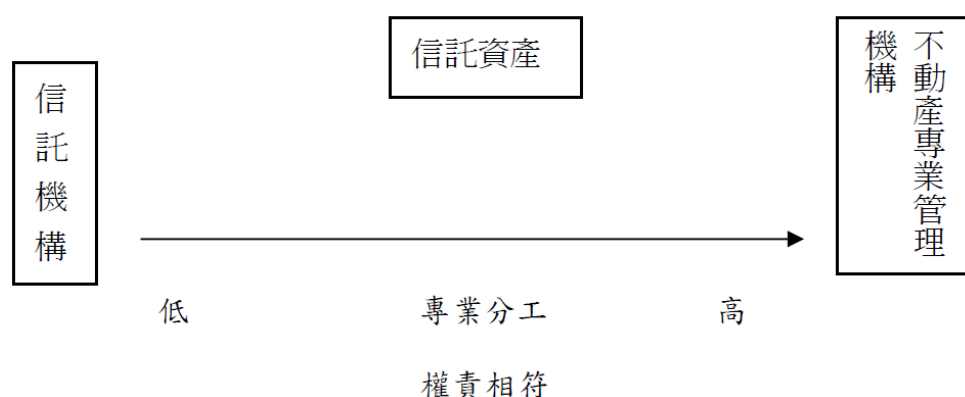 信託資產
信託機構
不動產專業管理
機構
低 專業分工 高
權責相符